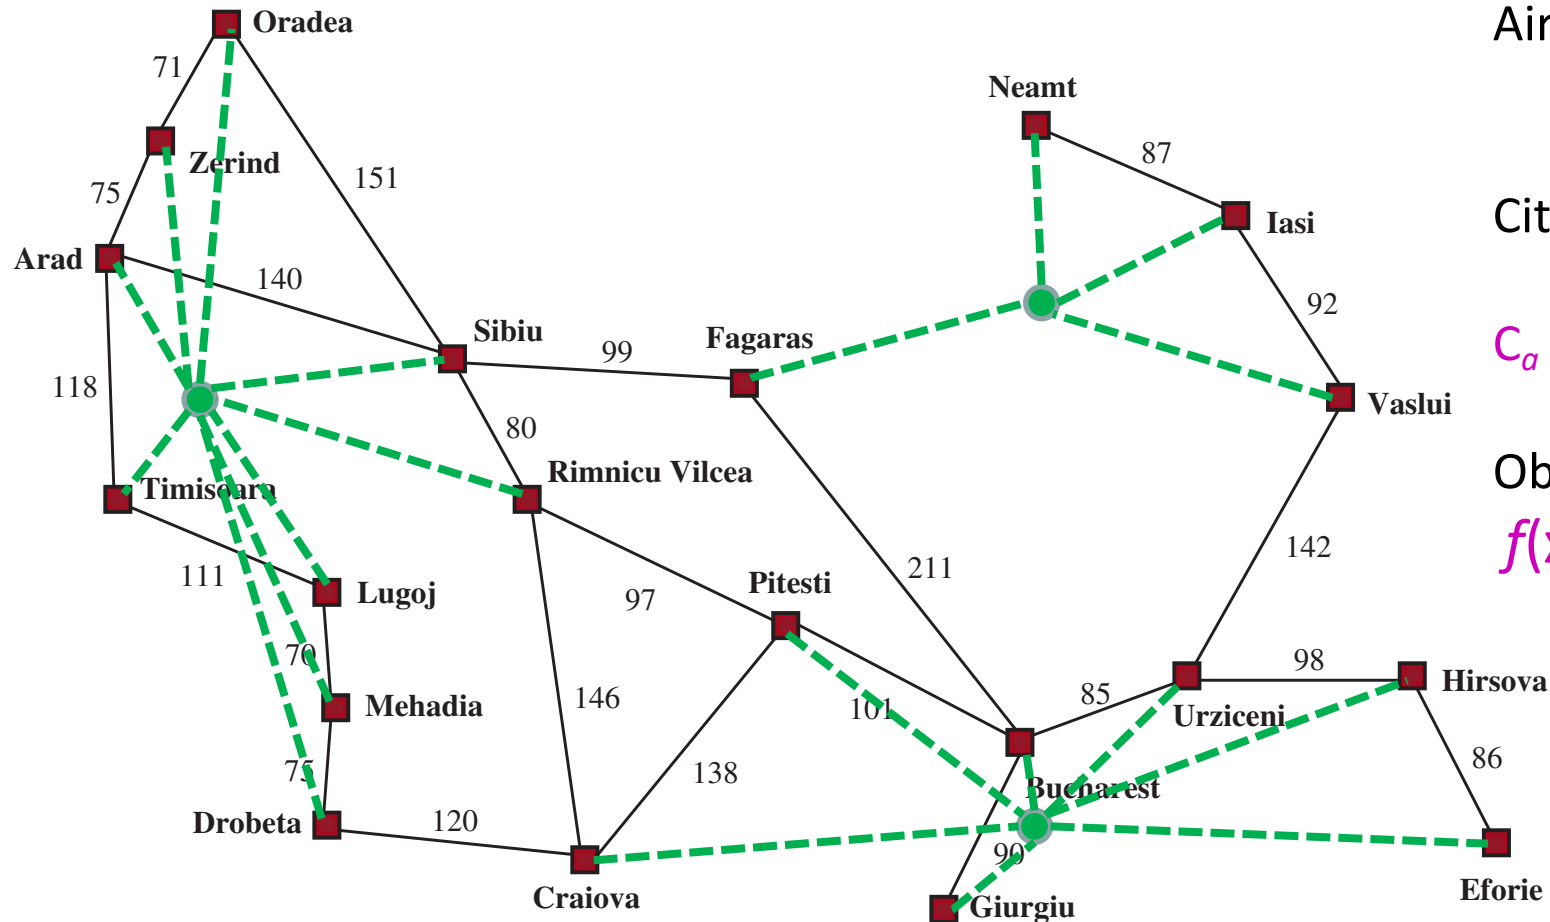 Oradea
Air
71
Neamt
Zerind
87
151
75
Cit
Iasi
Arad
140
92
Sibiu
Fagaras
C_a
99
118
Vaslui
80
Rimnicu Vilcea
Ob
Timisoara
f(x
142
211
111
Pitesti
Lugoj
97
70
98
Hirsova
146
85
Mehadia
101
Urziceni
86
75
138
Bucharest
Drobeta
120
90
Eforie
Craiova
Giurgiu